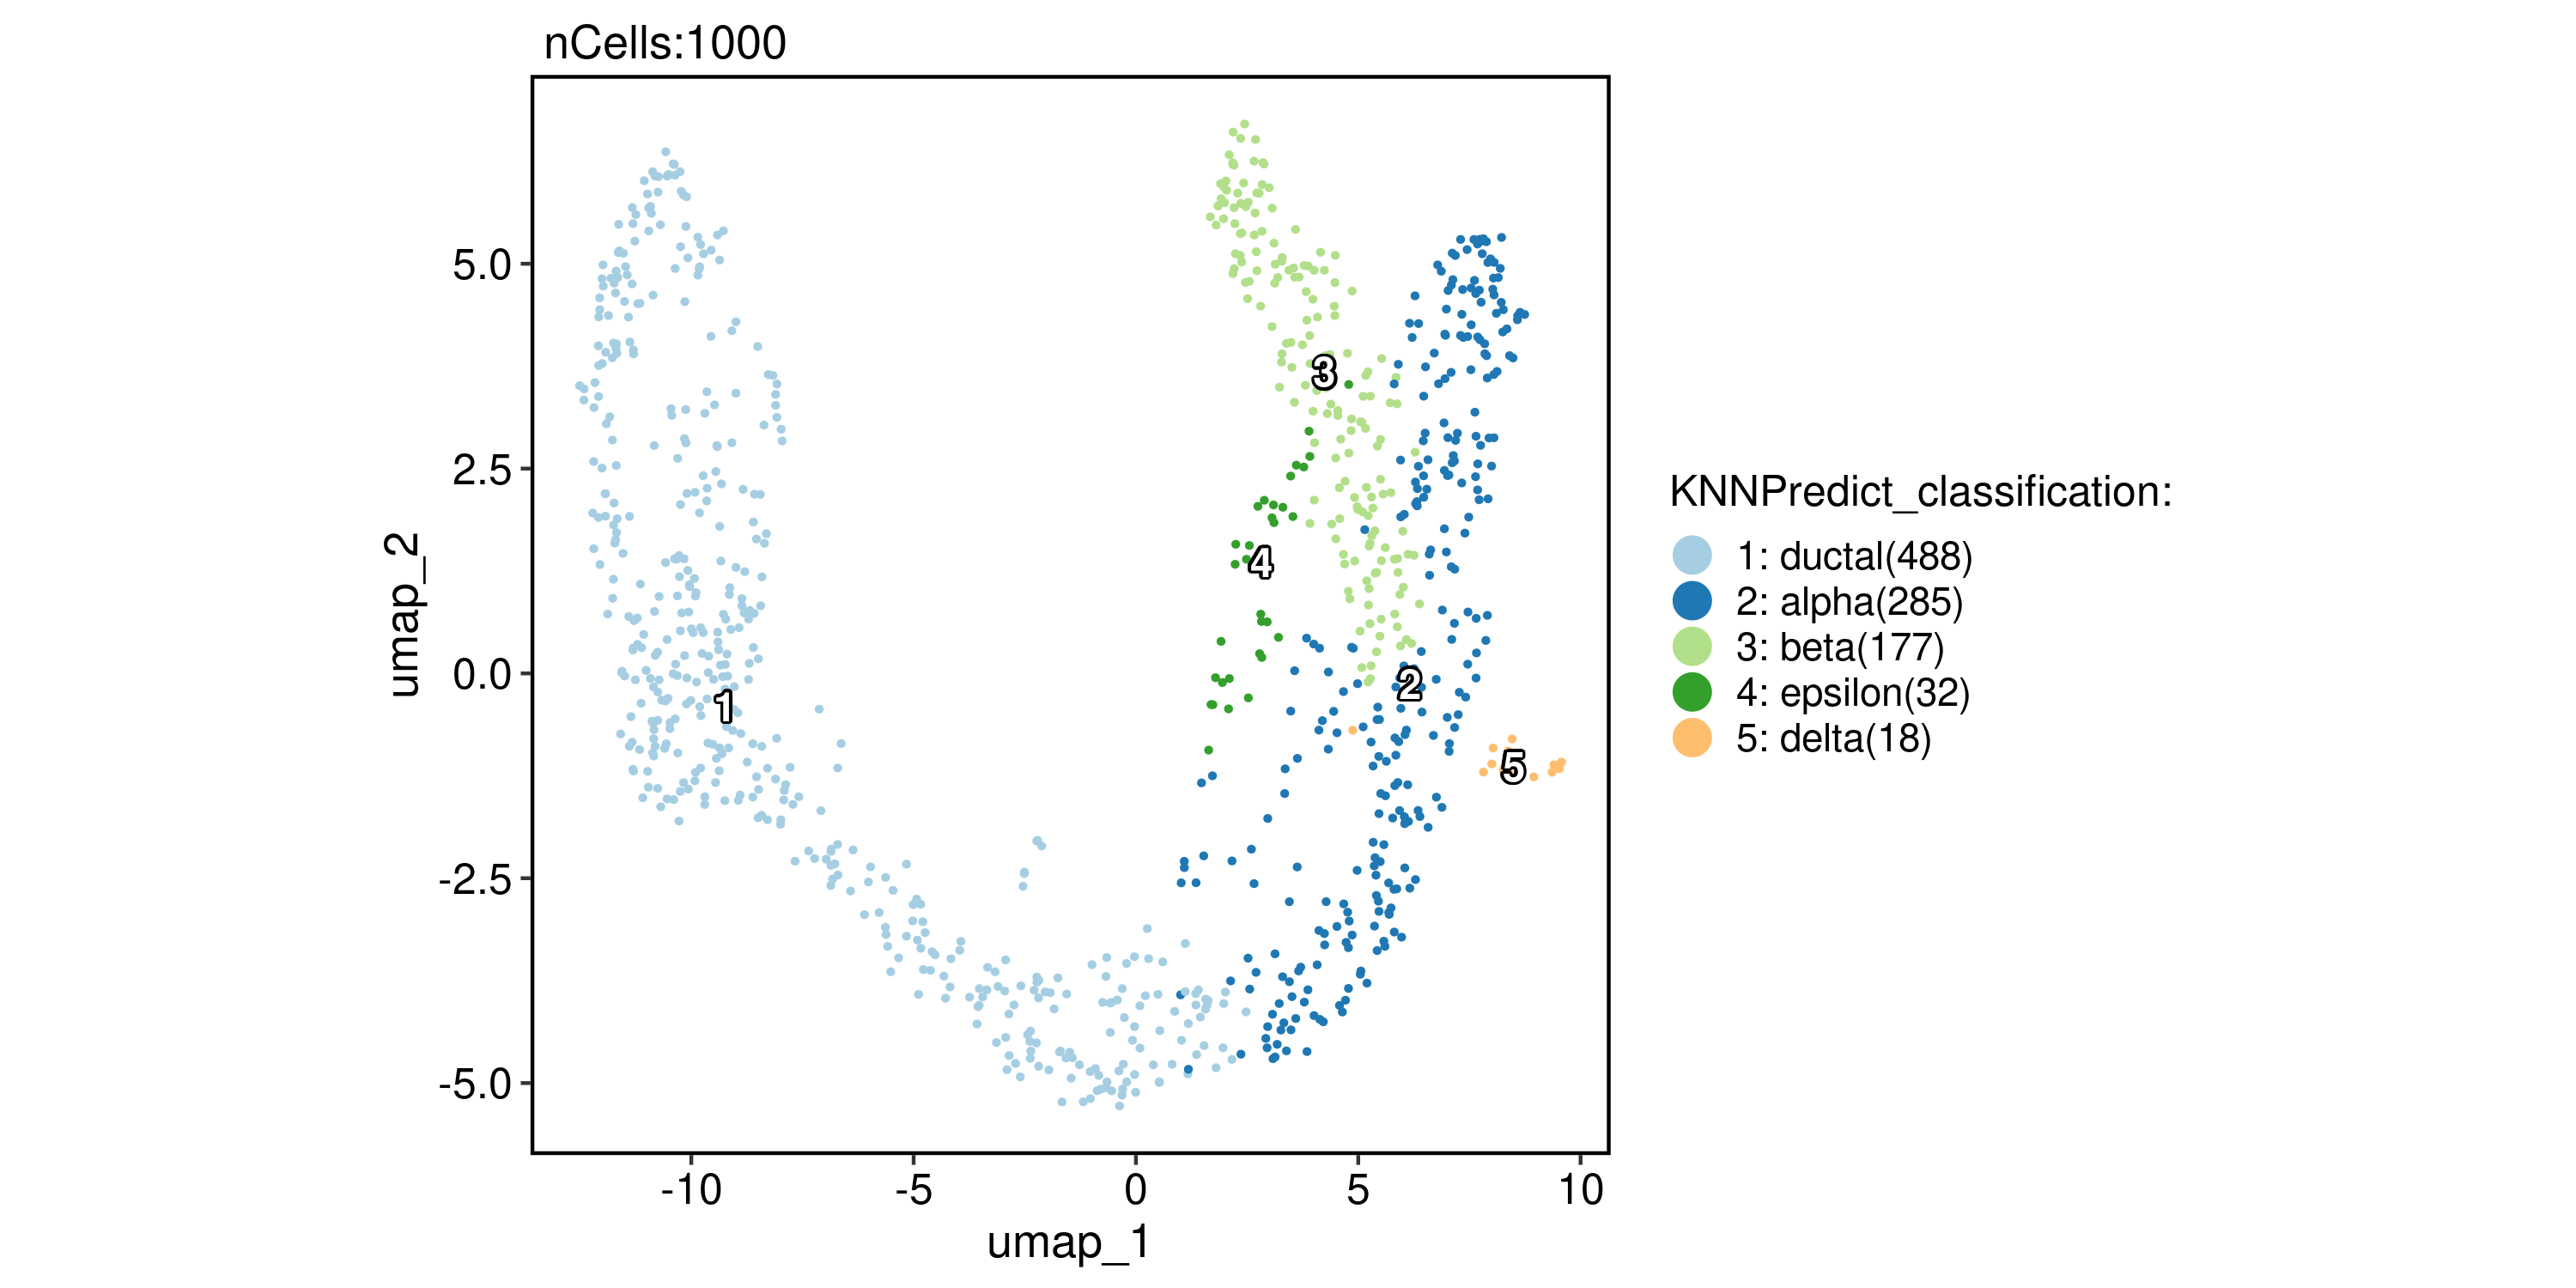 nCells:1000
5.0
2.5
0.0
-2.5
-5.0
umap_2
-10
-5
0
5
10
umap_1
3
4
2
1
5
KNNPredict_classification:
1: ductal(488)
2: alpha(285)
3: beta(177)
4: epsilon(32)
5: delta(18)